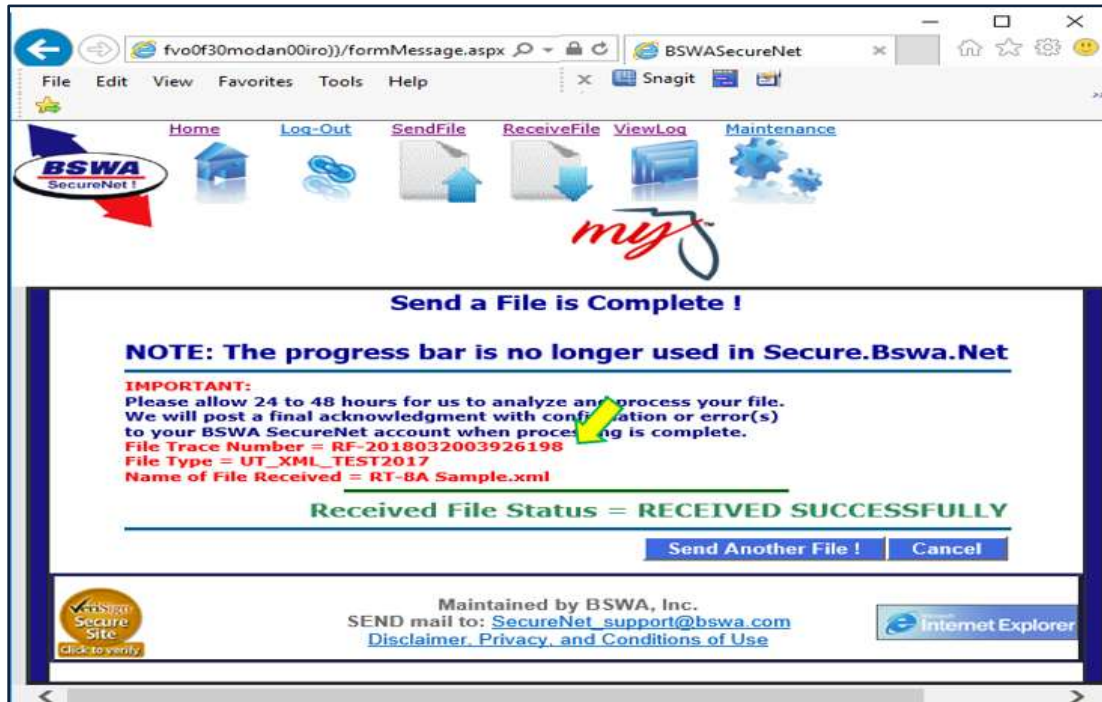 fvo0f30modan00iro))/formMessage.aspx
BSWASecureNet
File Edit View Favorites Tools Help
Snagit
Home Log-Out SendFile ReceiveFile ViewLog Maintenance
BSWA
SecureNet !
my
Send a File is Complete !
NOTE: The progress bar is no longer used in Secure.Bswa.Net
IMPORTANT:
Please allow 24 to 48 hours for us to analyze and process your file.
We will post a final acknowledgment with confirmation or error(s)
to your BSWA SecureNet account when processing is complete.
File Trace Number = RF-2018032003926198
File Type = UT_XML_TEST2017
Name of File Received = RT-8A Sample.xml
Received File Status = RECEIVED SUCCESSFULLY
Send Another File ! Cancel
VeriSign
Secure
Site
Click to verify
Maintained by BSWA, Inc.
SEND mail to: SecureNet_support@bswa.com
Disclaimer, Privacy, and Conditions of Use
Internet Explorer